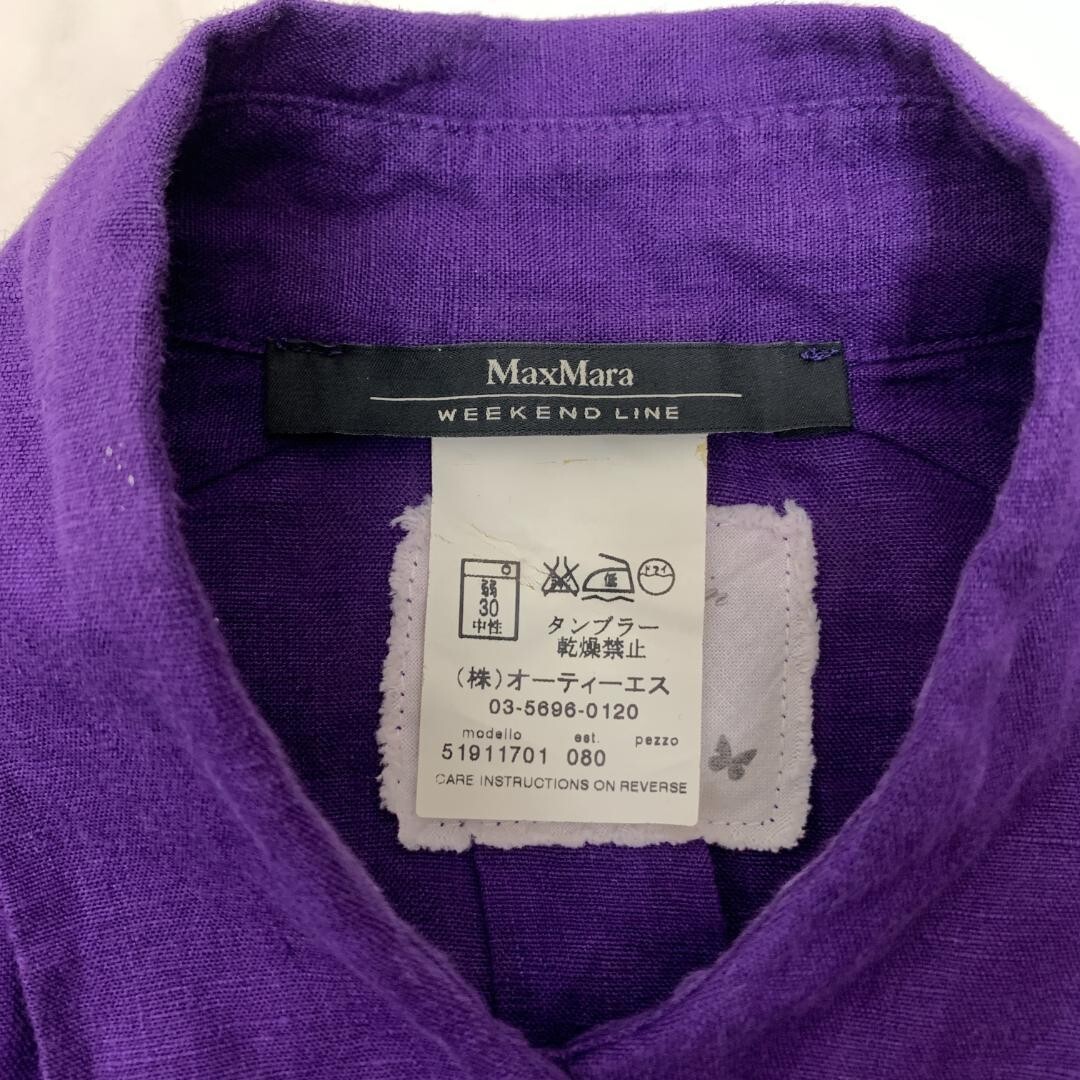 MaxMara
WEEKEND LINE
弱
30
中性
低
ドライ
タンブラー
乾燥禁止
(株)オーティーエス
03-5696-0120
modello est. pezzo
51911701 080
CARE INSTRUCTIONS ON REVERSE